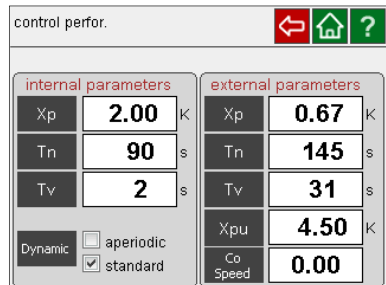 control perfor.
?
internal parameters
Xp 2.00 K
Tn 90 s
Tv 2 s
Dynamic
aperiodic
standard
external parameters
Xp 0.67 K
Tn 145 s
Tv 31 s
Xpu 4.50 K
Co Speed 0.00